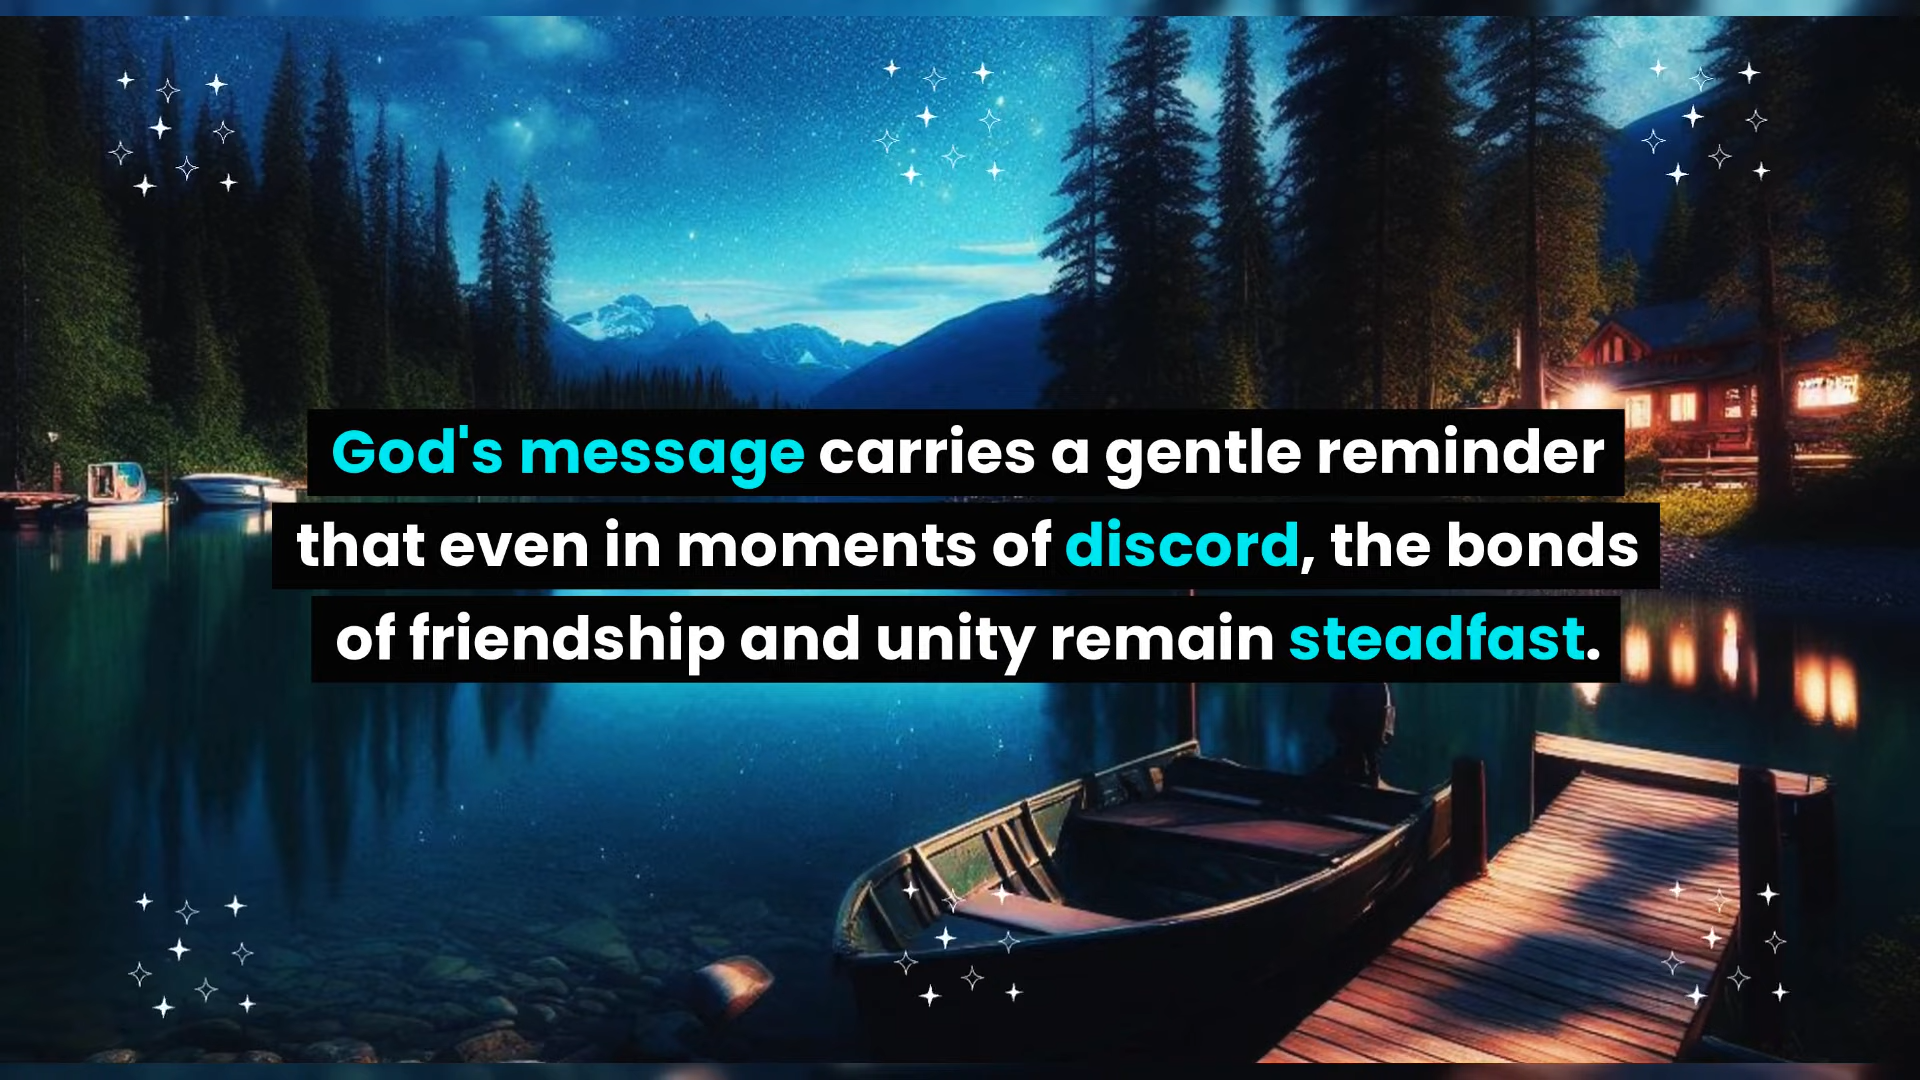 God's message carries a gentle reminder
that even in moments of discord, the bonds
of friendship and unity remain steadfast.